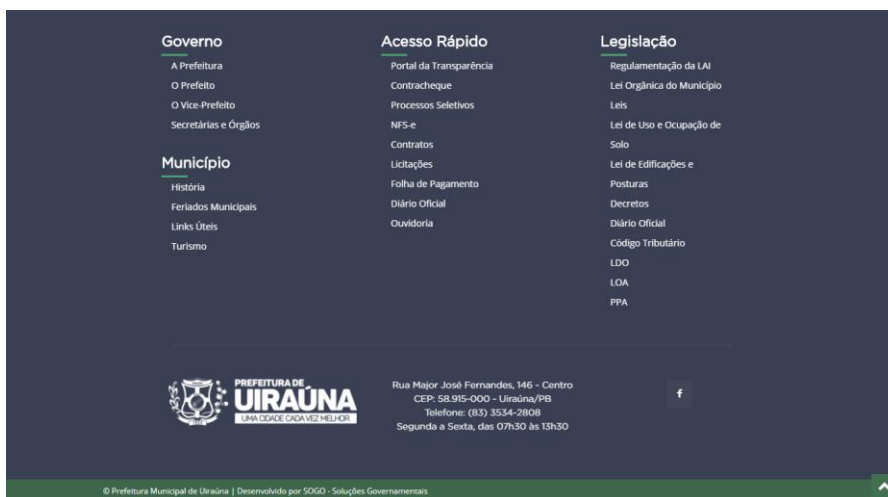 Governo
A Prefeitura
O Prefeito
O Vice-Prefeito
Secretárias e Órgãos
Município
História
Feriados Municipais
Links Úteis
Turismo
Acesso Rápido
Portal da Transparência
Contracheque
Processos Seletivos
NFS-e
Contratos
Licitações
Folha de Pagamento
Diário Oficial
Ouvidoria
Legislação
Regulamentação da LAI
Lei Orgânica do Município
Leis
Lei de Uso e Ocupação de
Solo
Lei de Edificações e
Posturas
Decretos
Diário Oficial
Código Tributário
LDO
LOA
PPA
PREFEITURA DE
UIRAÚNA
UMA CIDADE CADA VEZ MELHOR
Rua Major José Fernandes, 146 - Centro
CEP: 58.915-000 - Uiraúna/PB
Telefone: (83) 3534-2808
Segunda a Sexta, das 07h30 às 13h30
f
© Prefeitura Municipal de Uiraúna | Desenvolvido por SOGO - Soluções Governamentais